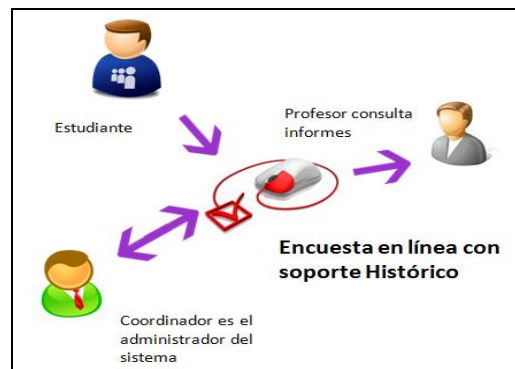 Estudiante
Profesor consulta
informes
Encuesta en línea con
soporte Histórico
Coordinador es el
administrador del
sistema